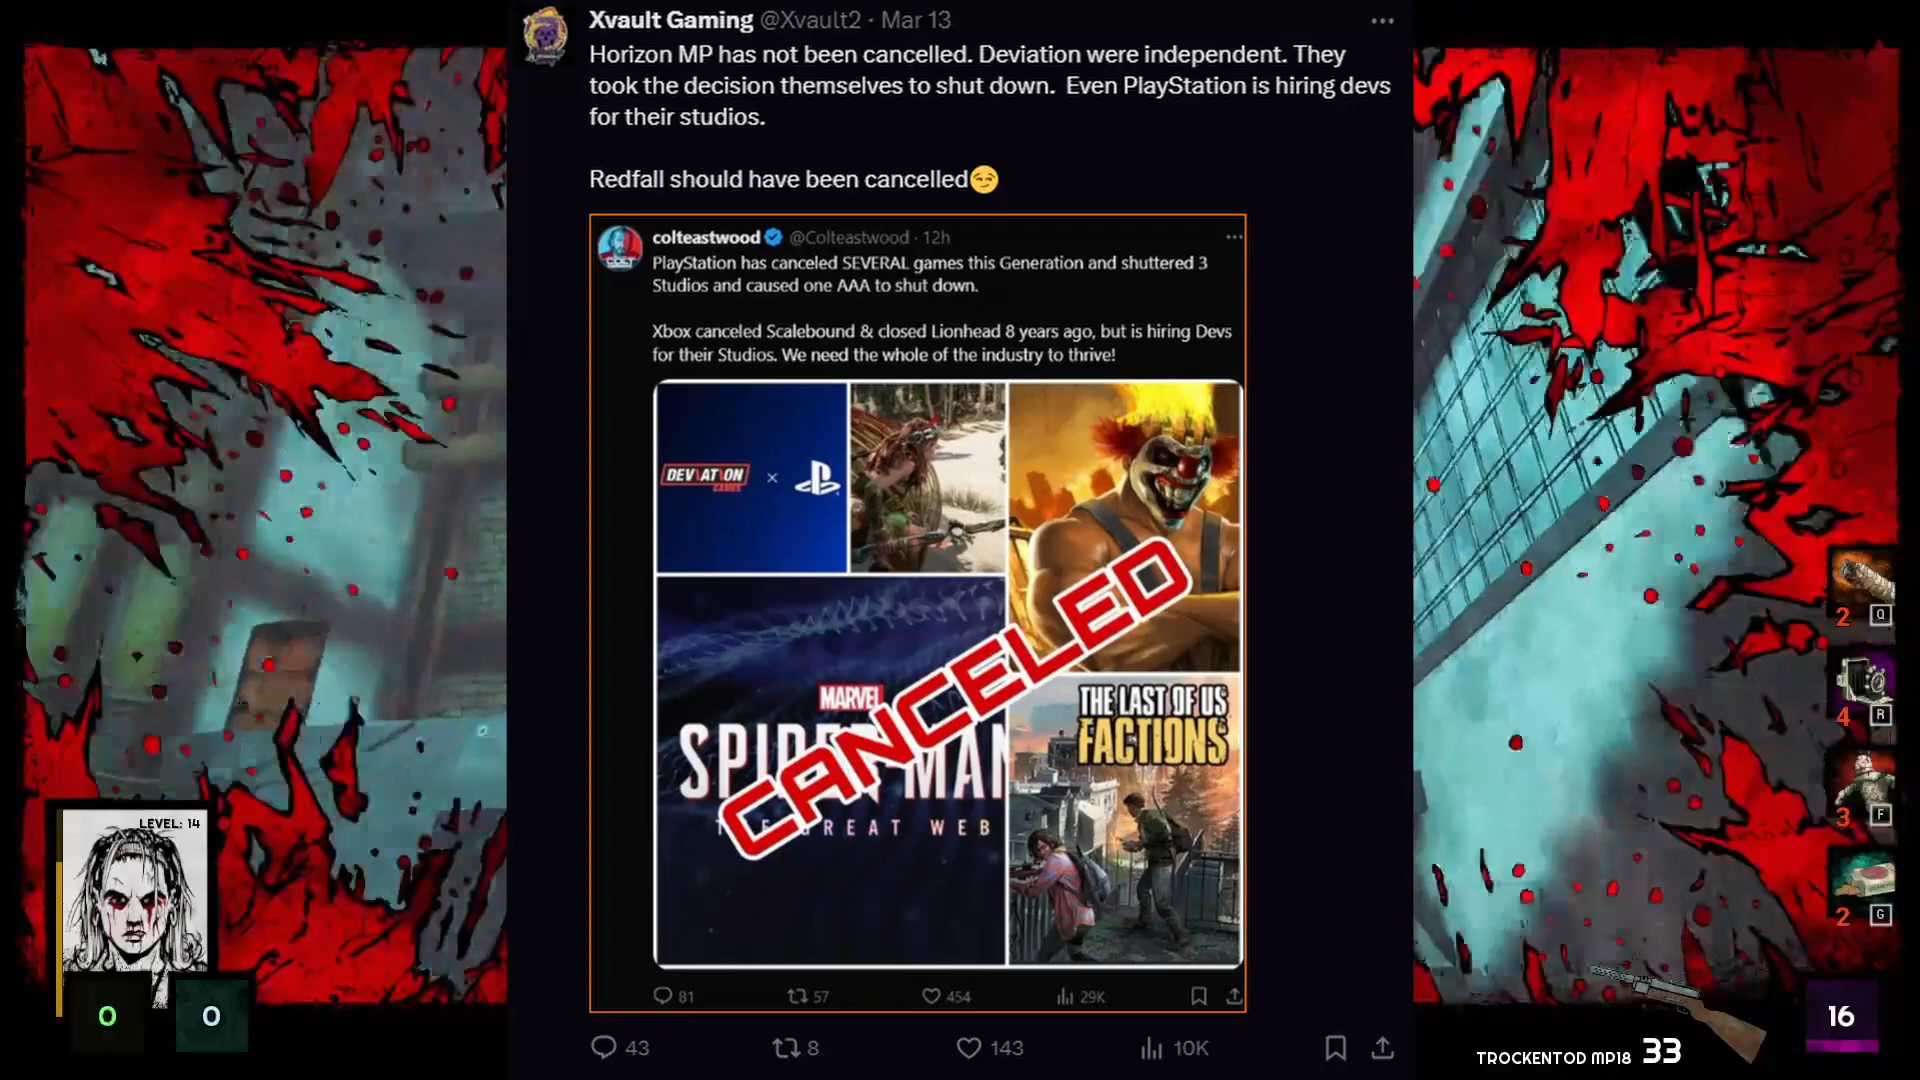 Xvault Gaming @Xvault2 · Mar 13
Horizon MP has not been cancelled. Deviation were independent. They
took the decision themselves to shut down.  Even PlayStation is hiring devs
for their studios.
Redfall should have been cancelled😏
colteastwood @Colteastwood · 12h
PlayStation has canceled SEVERAL games this Generation and shuttered 3
Studios and caused one AAA to shut down.
Xbox canceled Scalebound & closed Lionhead 8 years ago, but is hiring Devs
for their Studios. We need the whole of the industry to thrive!
DEVIATION
GAMES
×
MARVEL
SPIDER-MAN
THE GREAT WEB
CANCELED
THE LAST OF US
FACTIONS
81 57 454 29K
43 8 143 10K
LEVEL: 14
0 0
2 Q
4 R
3 F
2 G
TROCKENTOD MP18 33
16